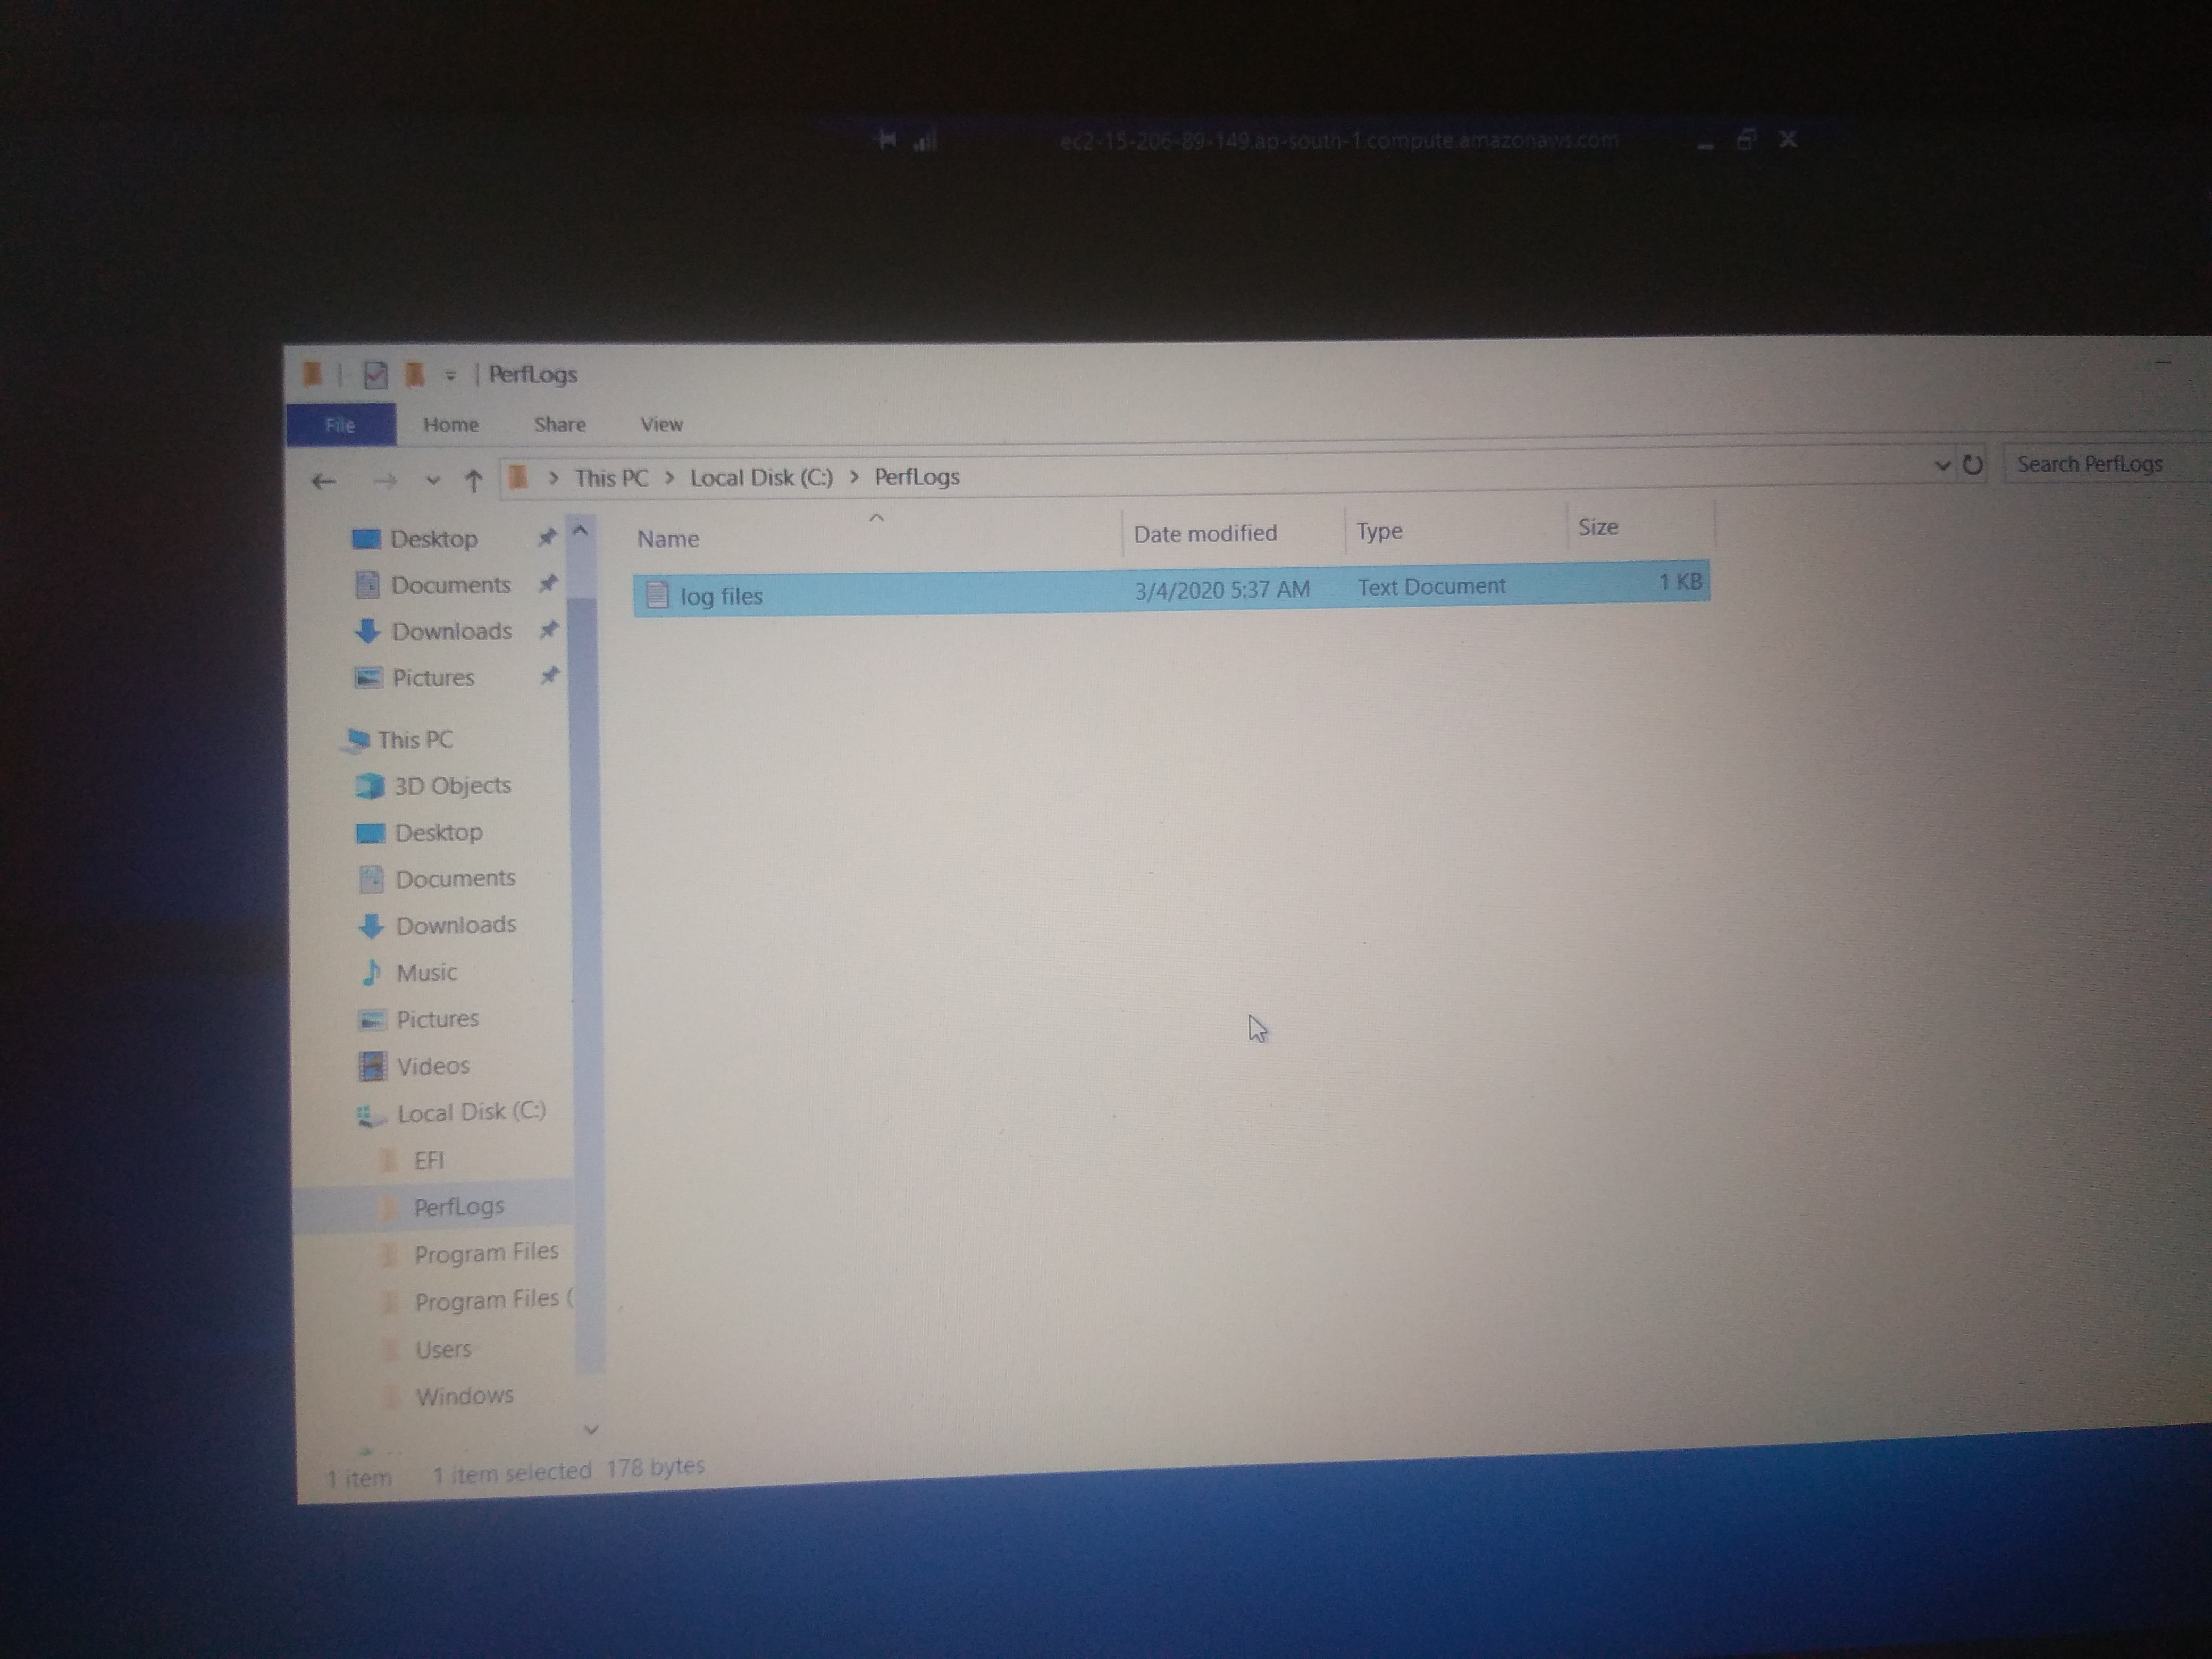 ec2-15-206-89-149.ap-south-1.compute.amazonaws.com
PerfLogs
File Home Share View
This PC > Local Disk (C:) > PerfLogs
Search PerfLogs
Name Date modified Type Size
log files 3/4/2020 5:37 AM Text Document 1 KB
Desktop
Documents
Downloads
Pictures
This PC
3D Objects
Desktop
Documents
Downloads
Music
Pictures
Videos
Local Disk (C:)
EFI
PerfLogs
Program Files
Program Files (
Users
Windows
1 item 1 item selected 178 bytes